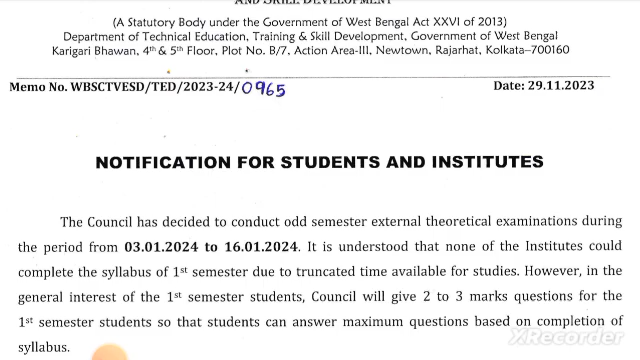 AND SKILL DEVELOPMENT
(A Statutory Body under the Government of West Bengal Act XXVI of 2013)
Department of Technical Education, Training & Skill Development, Government of West Bengal
Karigari Bhawan, 4th & 5th Floor, Plot No. B/7, Action Area-III, Newtown, Rajarhat, Kolkata–700160
Memo No. WBSCTVESD/TED/2023-24/0965 Date: 29.11.2023
NOTIFICATION FOR STUDENTS AND INSTITUTES
The Council has decided to conduct odd semester external theoretical examinations during
the period from 03.01.2024 to 16.01.2024. It is understood that none of the Institutes could
complete the syllabus of 1st semester due to truncated time available for studies. However, in the
general interest of the 1st semester students, Council will give 2 to 3 marks questions for the
1st semester students so that students can answer maximum questions based on completion of
syllabus.
XRecorder